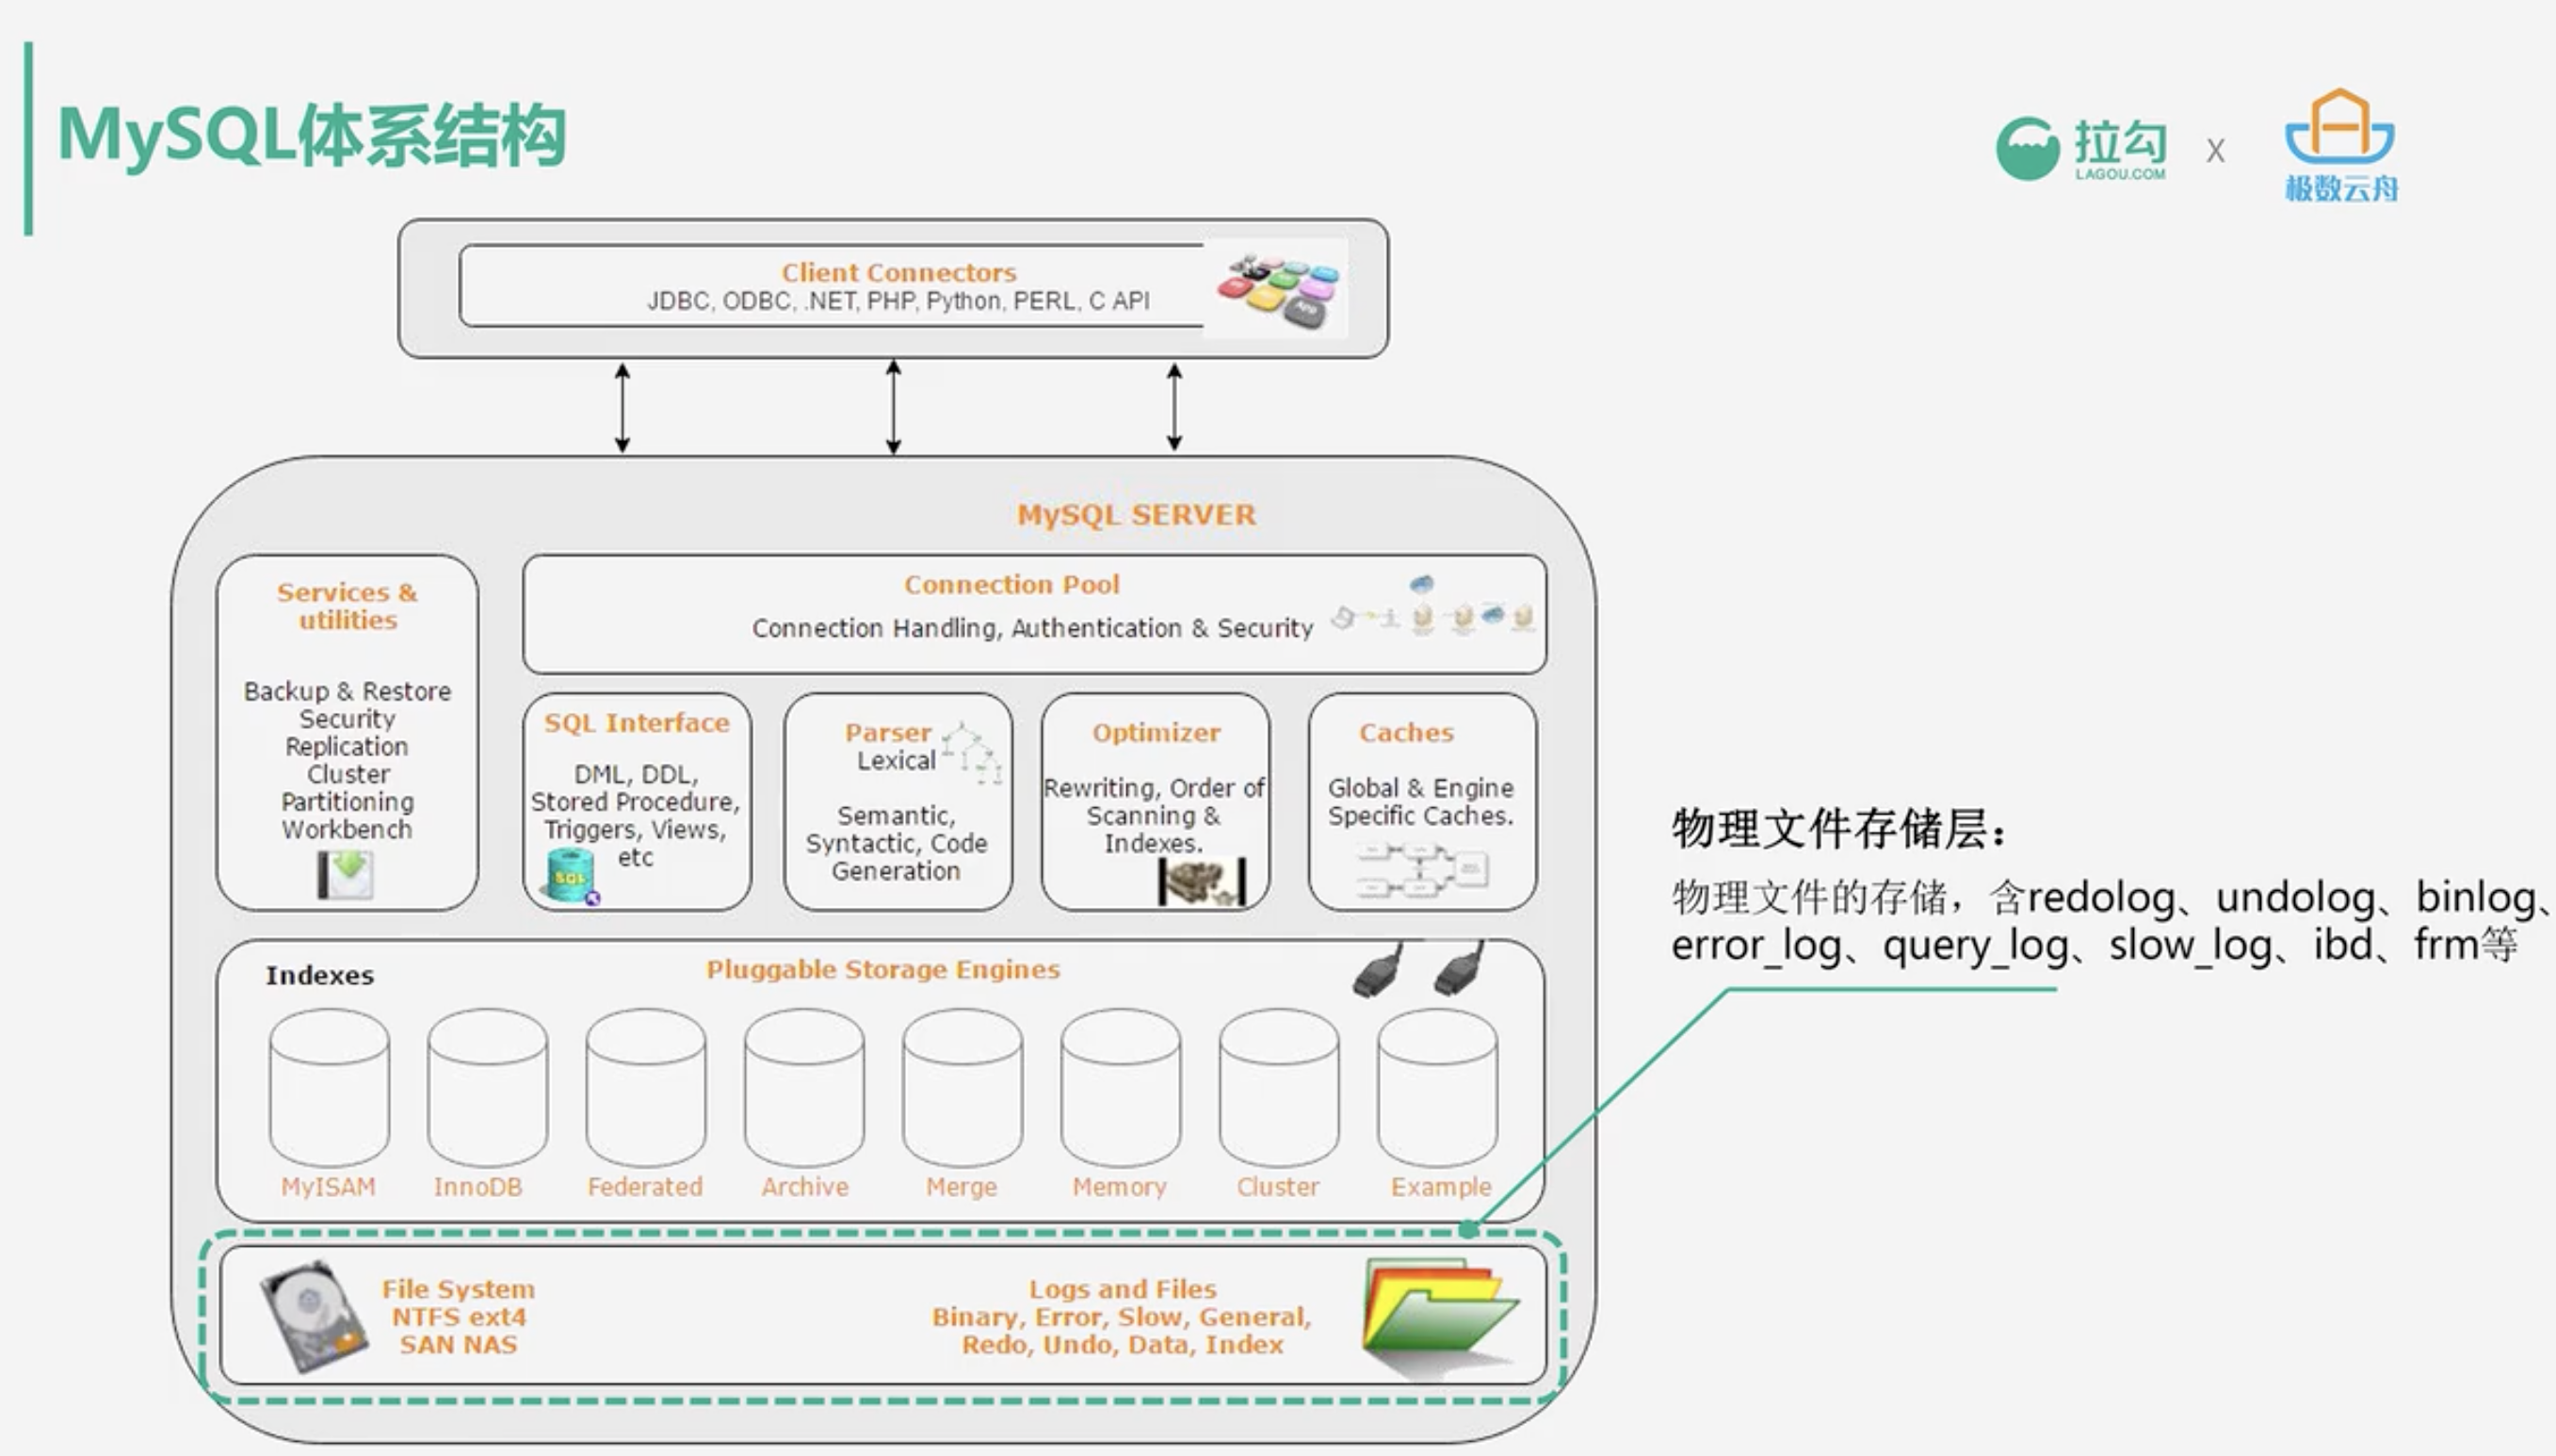 MySQL体系结构
拉勾
LAGOU.COM
X
极数云舟
Client Connectors
JDBC, ODBC, .NET, PHP, Python, PERL, C API
MySQL SERVER
Services &
utilities
Backup & Restore
Security
Replication
Cluster
Partitioning
Workbench
Connection Pool
Connection Handling, Authentication & Security
SQL Interface
DML, DDL,
Stored Procedure,
Triggers, Views,
etc
SQL
Parser
Lexical
Semantic,
Syntactic, Code
Generation
Optimizer
Rewriting, Order of
Scanning &
Indexes.
Caches
Global & Engine
Specific Caches.
Indexes
Pluggable Storage Engines
MyISAM
InnoDB
Federated
Archive
Merge
Memory
Cluster
Example
File System
NTFS ext4
SAN NAS
Logs and Files
Binary, Error, Slow, General,
Redo, Undo, Data, Index
物理文件存储层：
物理文件的存储，含redolog、undolog、binlog、
error_log、query_log、slow_log、ibd、frm等